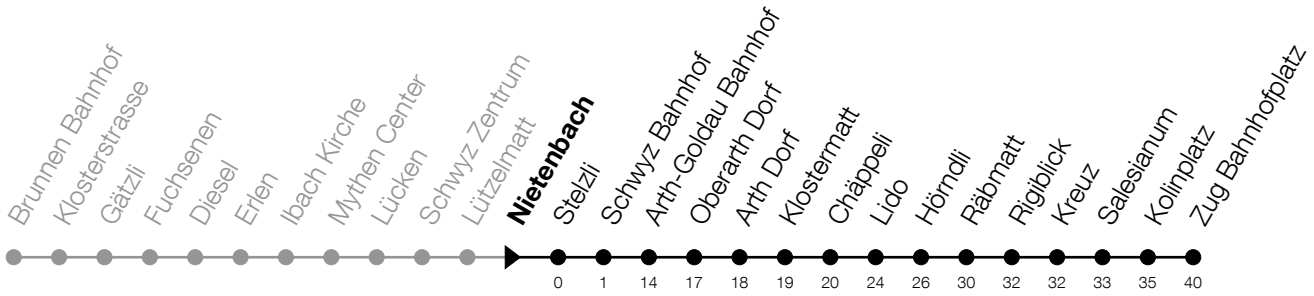 Brunnen Bahnhof
Klosterstrasse
Gätzli
Fuchsenen
Diesel
Erlen
Ibach Kirche
Mythen Center
Lücken
Schwyz Zentrum
Lützelmatt
Nietenbach
Stelzli
Schwyz Bahnhof
Arth-Goldau Bahnhof
Oberarth Dorf
Arth Dorf
Klostermatt
Chäppeli
Lido
Hörndli
Räbmatt
Rigiblick
Kreuz
Salesianum
Kolinplatz
Zug Bahnhofplatz
0 1 14 17 18 19 20 24 26 30 32 32 33 35 40